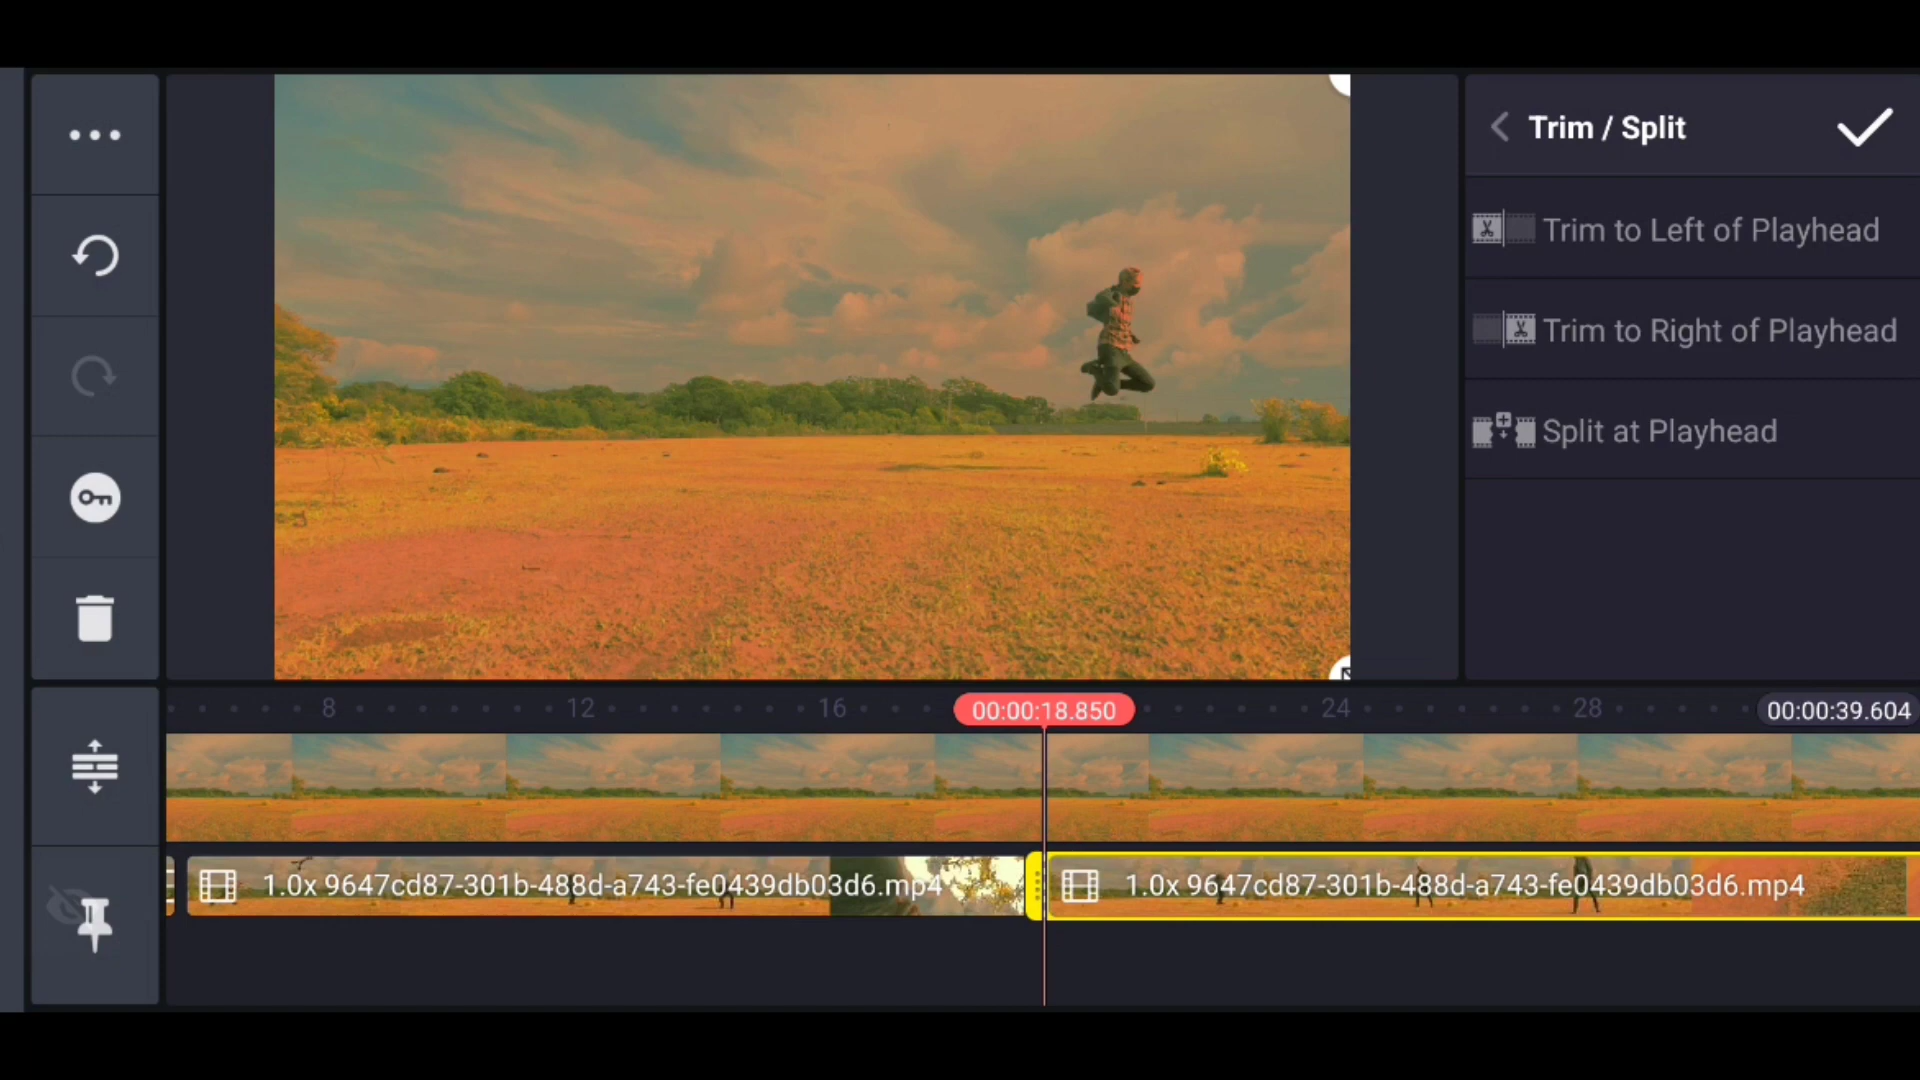 Trim / Split
Trim to Left of Playhead
Trim to Right of Playhead
Split at Playhead
8 12 16 00:00:18.850 24 28 00:00:39.604
1.0x 9647cd87-301b-488d-a743-fe0439db03d6.mp4 1.0x 9647cd87-301b-488d-a743-fe0439db03d6.mp4